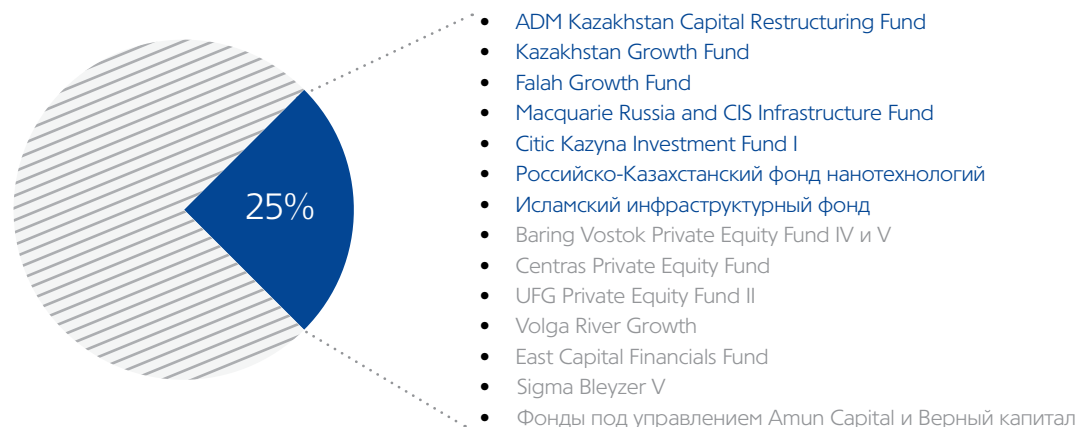 25%
• ADM Kazakhstan Capital Restructuring Fund
• Kazakhstan Growth Fund
• Falah Growth Fund
• Macquarie Russia and CIS Infrastructure Fund
• Citic Kazyna Investment Fund I
• Российско-Казахстанский фонд нанотехнологий
• Исламский инфраструктурный фонд
• Baring Vostok Private Equity Fund IV и V
• Centras Private Equity Fund
• UFG Private Equity Fund II
• Volga River Growth
• East Capital Financials Fund
• Sigma Bleyzer V
• Фонды под управлением Amun Capital и Верный капитал